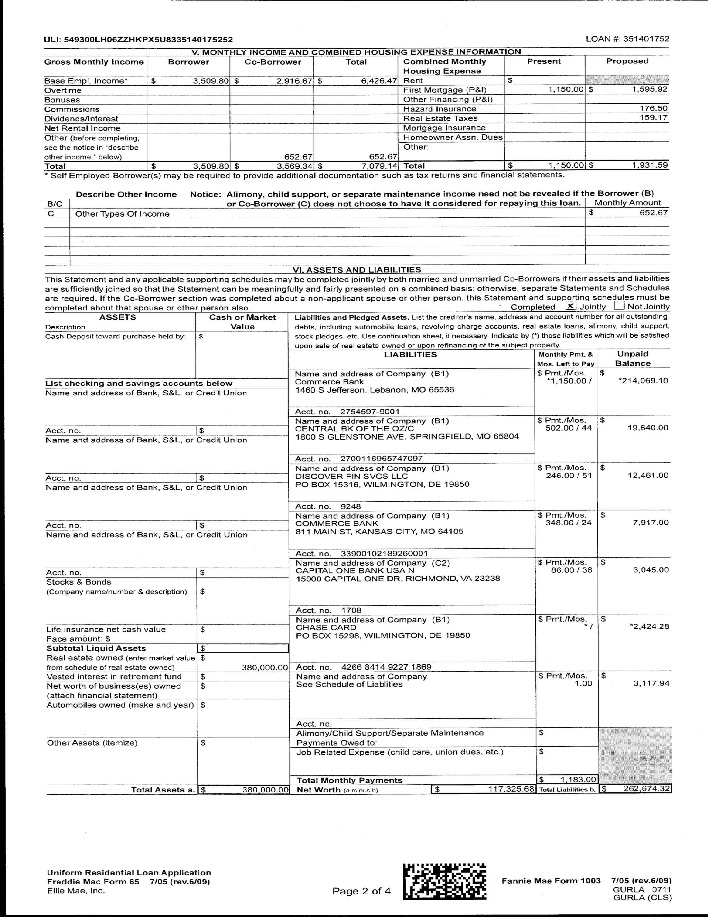 ULI: 549300LH06ZZHKPX5U8335140175252 LOAN #: 351401752
V. MONTHLY INCOME AND COMBINED HOUSING EXPENSE INFORMATION
Gross Monthly Income Borrower Co-Borrower Total Combined Monthly Housing Expense Present Proposed
Base Empl. Income* $ 3,509.80 $ 2,916.67 $ 6,426.47 Rent $
Overtime First Mortgage (P&I) 1,150.00 $ 1,595.92
Bonuses Other Financing (P&I)
Commissions Hazard Insurance 176.50
Dividends/Interest Real Estate Taxes 159.17
Net Rental Income Mortgage Insurance
Other (before completing, Homeowner Assn. Dues
see the notice in "describe Other:
other income," below) 652.67 652.67
Total $ 3,509.80 $ 3,569.34 $ 7,079.14 Total $ 1,150.00 $ 1,931.59
* Self Employed Borrower(s) may be required to provide additional documentation such as tax returns and financial statements.
Describe Other Income Notice: Alimony, child support, or separate maintenance income need not be revealed if the Borrower (B)
B/C or Co-Borrower (C) does not choose to have it considered for repaying this loan. Monthly Amount
C Other Types Of Income $ 652.67
VI. ASSETS AND LIABILITIES
This Statement and any applicable supporting schedules may be completed jointly by both married and unmarried Co-Borrowers if their assets and liabilities
are sufficiently joined so that the Statement can be meaningfully and fairly presented on a combined basis; otherwise, separate Statements and Schedules
are required. If the Co-Borrower section was completed about a non-applicant spouse or other person, this Statement and supporting schedules must be
completed about that spouse or other person also. Completed X Jointly Not Jointly
ASSETS Cash or Market Value
Description
Cash Deposit toward purchase held by: $
Liabilities and Pledged Assets. List the creditor's name, address and account number for all outstanding
debts, including automobile loans, revolving charge accounts, real estate loans, alimony, child support,
stock pledges, etc. Use continuation sheet, if necessary. Indicate by (*) those liabilities which will be satisfied
upon sale of real estate owned or upon refinancing of the subject property.
LIABILITIES Monthly Pmt. & Mos. Left to Pay Unpaid Balance
List checking and savings accounts below
Name and address of Bank, S&L, or Credit Union
Name and address of Company (B1) $ Pmt./Mos. $
Commerce Bank *1,150.00 / *214,069.10
1460 S Jefferson, Lebanon, MO 65536
Acct. no. 2754697-9001
Acct. no. $
Name and address of Bank, S&L, or Credit Union
Name and address of Company (B1) $ Pmt./Mos. $
CENTRAL BK OF THE OZ/C 502.00 / 44 19,640.00
1800 S GLENSTONE AVE, SPRINGFIELD, MO 65804
Acct. no. 2700116965747097
Acct. no. $
Name and address of Bank, S&L, or Credit Union
Name and address of Company (B1) $ Pmt./Mos. $
DISCOVER FIN SVCS LLC 246.00 / 51 12,461.00
PO BOX 15316, WILMINGTON, DE 19850
Acct. no. 9248
Acct. no. $
Name and address of Bank, S&L, or Credit Union
Name and address of Company (B1) $ Pmt./Mos. $
COMMERCE BANK 348.00 / 24 7,917.00
811 MAIN ST, KANSAS CITY, MO 64105
Acct. no. 33900102189260001
Acct. no. $
Stocks & Bonds $
(Company name/number & description)
Name and address of Company (C2) $ Pmt./Mos. $
CAPITAL ONE BANK USA N 86.00 / 36 3,045.00
15000 CAPITAL ONE DR, RICHMOND, VA 23238
Acct. no. 1708
Life insurance net cash value $
Face amount: $
Subtotal Liquid Assets $
Name and address of Company (B1) $ Pmt./Mos. $
CHASE CARD * / *2,424.28
PO BOX 15298, WILMINGTON, DE 19850
Real estate owned (enter market value $
from schedule of real estate owned) 380,000.00 Acct. no. 4266 8414 9227 1869
Vested interest in retirement fund $
Net worth of business(es) owned $
(attach financial statement)
Automobiles owned (make and year) $
Name and address of Company $ Pmt./Mos. $
See Schedule of Liablities 1.00 3,117.94
Acct. no.
Alimony/Child Support/Separate Maintenance $
Payments Owed to:
Other Assets (itemize) $
Job Related Expense (child care, union dues, etc.) $
Total Monthly Payments $ 1,183.00
Total Assets a. $ 380,000.00 Net Worth (a minus b) $ 117,325.68 Total Liabilities b. $ 262,674.32
Uniform Residential Loan Application
Freddie Mac Form 65 7/05 (rev.6/09)
Ellie Mae, Inc.
Page 2 of 4
Fannie Mae Form 1003 7/05 (rev.6/09)
GURLA 0711
GURLA (CLS)